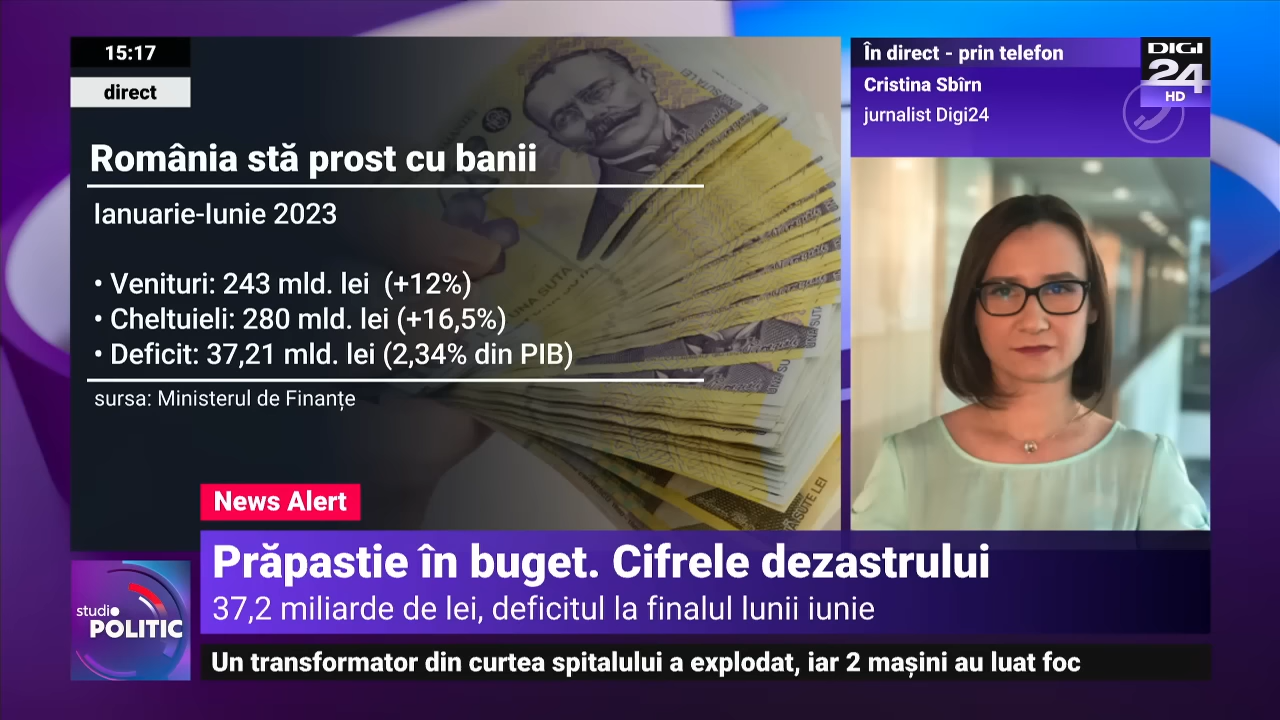 15:17
direct
România stă prost cu banii
Ianuarie-Iunie 2023
• Venituri: 243 mld. lei (+12%)
• Cheltuieli: 280 mld. lei (+16,5%)
• Deficit: 37,21 mld. lei (2,34% din PIB)
sursa: Ministerul de Finanțe
În direct - prin telefon
Cristina Sbîrn
jurnalist Digi24
DIGI
24
HD
News Alert
Prăpastie în buget. Cifrele dezastrului
37,2 miliarde de lei, deficitul la finalul lunii iunie
studio
POLITIC
Un transformator din curtea spitalului a explodat, iar 2 mașini au luat foc